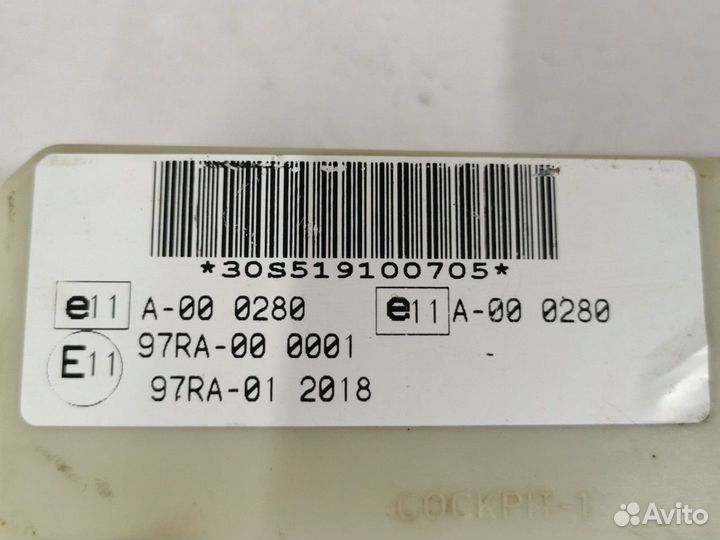 *30S519100705*
e11 A-00 0280 e11 A-00 0280
E11 97RA-00 0001
97RA-01 2018
COCKPIT-1
Avito